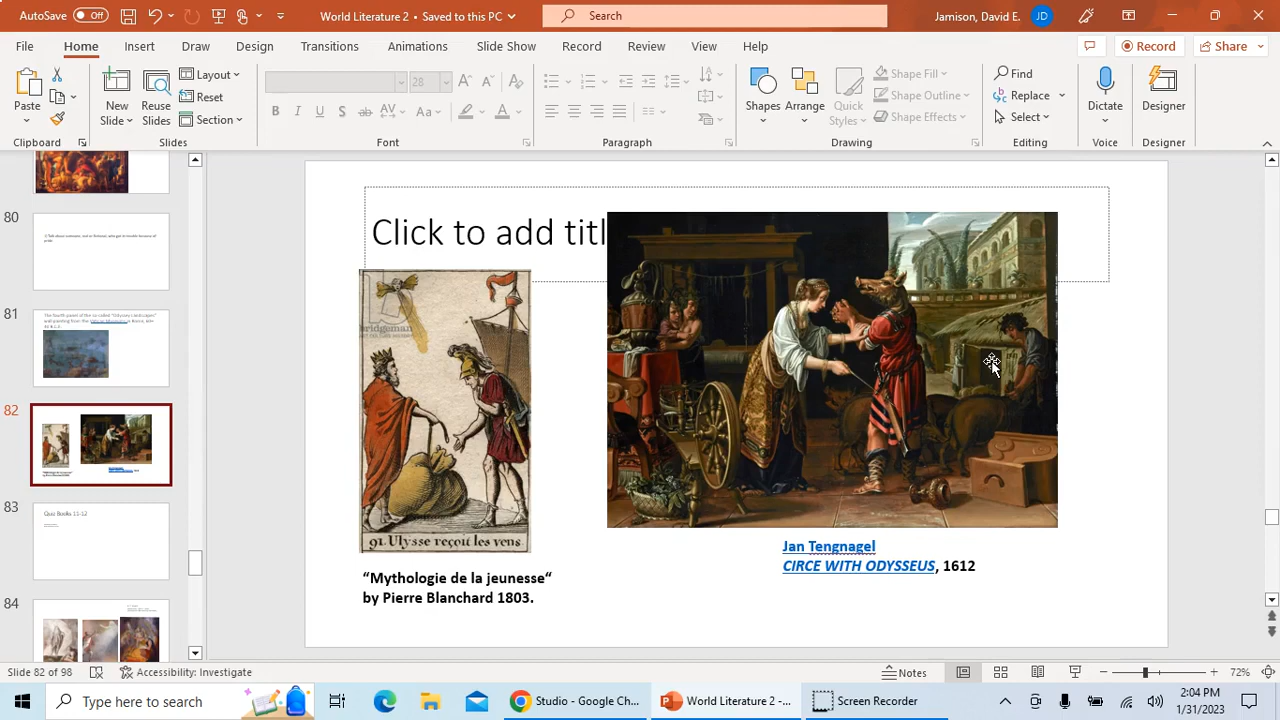 AutoSave Off
World Literature 2 - Saved to this PC
Search
Jamison, David E.
JD
File
Home
Insert
Draw
Design
Transitions
Animations
Slide Show
Record
Review
View
Help
Record
Share
Paste
New
Slide
Reuse
Slides
Layout
Reset
Section
28
B
I
U
S
ab
AV
Aa
A
Shapes
Arrange
Quick
Styles
Shape Fill
Shape Outline
Shape Effects
Find
Replace
Select
Dictate
Designer
Clipboard
Slides
Font
Paragraph
Drawing
Editing
Voice
Designer
80
81
82
83
Quiz Books 11-12
84
Click to add titl
bridgeman
91. Ulysse reçoit les vens.
“Mythologie de la jeunesse“
by Pierre Blanchard 1803.
Jan Tengnagel
CIRCE WITH ODYSSEUS, 1612
Slide 82 of 98
Accessibility: Investigate
Notes
72%
Type here to search
Studio - Google Ch...
World Literature 2 -...
Screen Recorder
2:04 PM
1/31/2023